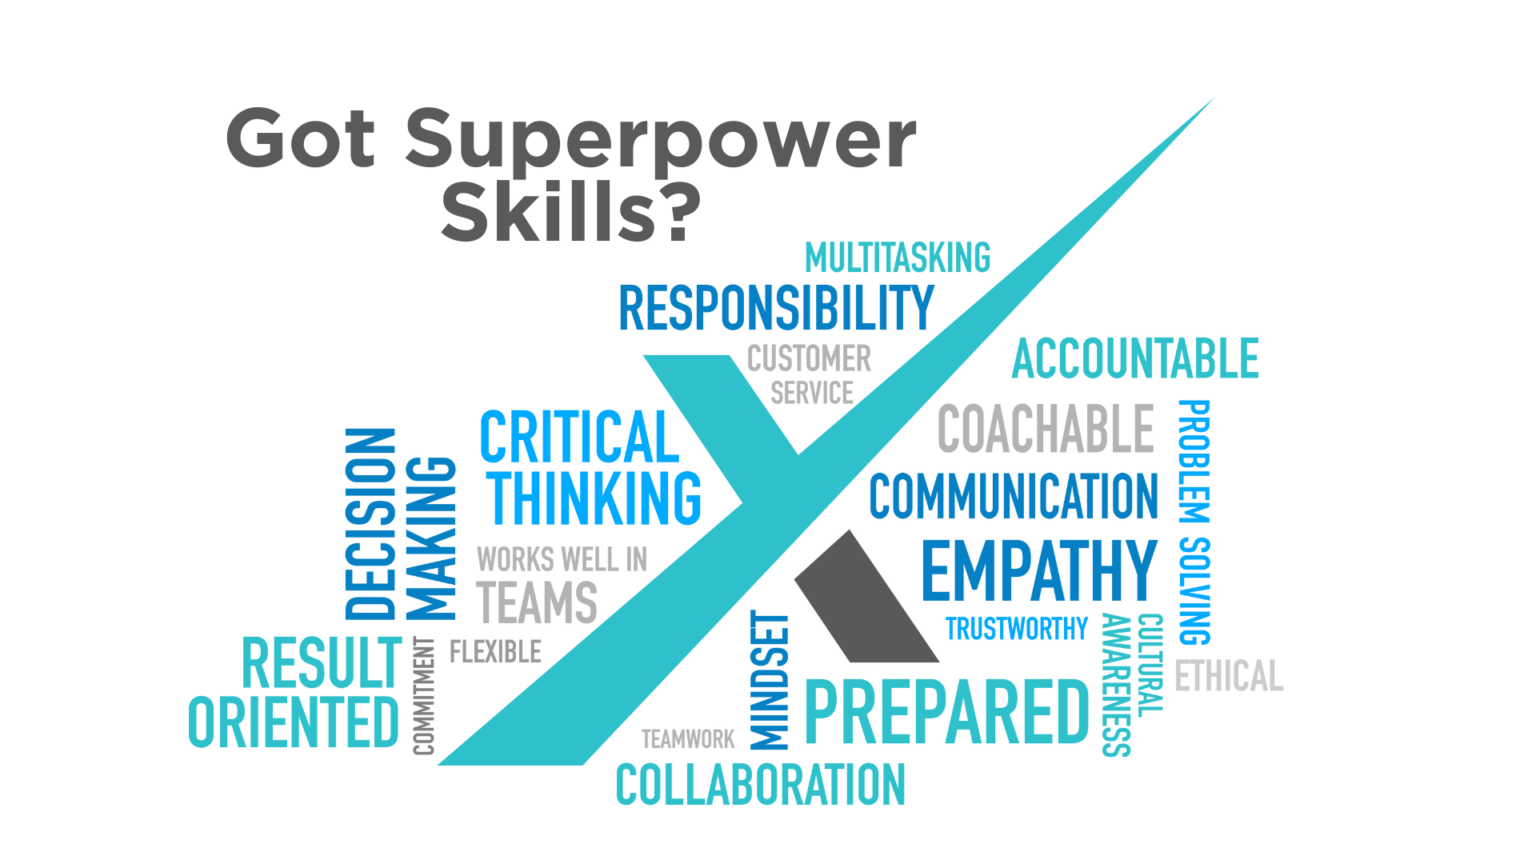 Got Superpower
Skills?
MULTITASKING
RESPONSIBILITY
CUSTOMER
SERVICE
ACCOUNTABLE
COACHABLE
PROBLEM SOLVING
CRITICAL
THINKING
DECISION
MAKING
COMMUNICATION
WORKS WELL IN
TEAMS
EMPATHY
TRUSTWORTHY
CULTURAL
AWARENESS
ETHICAL
RESULT
ORIENTED
COMMITMENT
FLEXIBLE
MINDSET
PREPARED
TEAMWORK
COLLABORATION